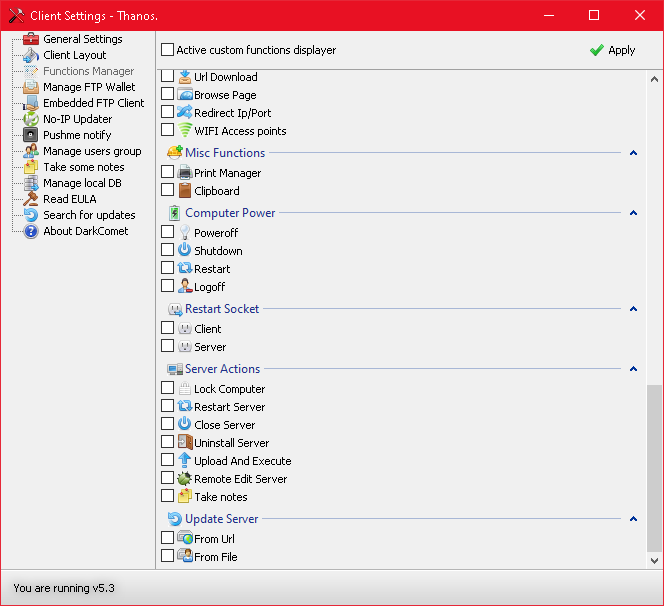 Client Settings - Thanos.
General Settings
Client Layout
Functions Manager
Manage FTP Wallet
Embedded FTP Client
No-IP Updater
Pushme notify
Manage users group
Take some notes
Manage local DB
Read EULA
Search for updates
About DarkComet
Active custom functions displayer
Apply
Url Download
Browse Page
Redirect Ip/Port
WIFI Access points
Misc Functions
Print Manager
Clipboard
Computer Power
Poweroff
Shutdown
Restart
Logoff
Restart Socket
Client
Server
Server Actions
Lock Computer
Restart Server
Close Server
Uninstall Server
Upload And Execute
Remote Edit Server
Take notes
Update Server
From Url
From File
You are running v5.3